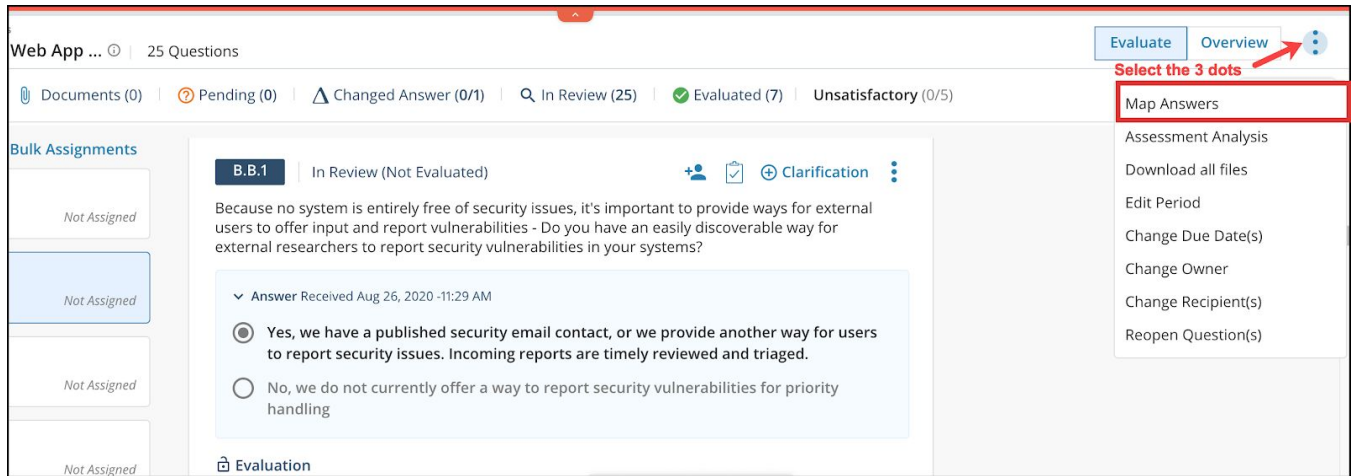 Web App ... 25 Questions
Evaluate Overview
Select the 3 dots
Documents (0) Pending (0) Changed Answer (0/1) In Review (25) Evaluated (7) Unsatisfactory (0/5)
Map Answers
Assessment Analysis
Download all files
Edit Period
Change Due Date(s)
Change Owner
Change Recipient(s)
Reopen Question(s)
Bulk Assignments
Not Assigned
Not Assigned
Not Assigned
Not Assigned
B.B.1 In Review (Not Evaluated) Clarification
Because no system is entirely free of security issues, it's important to provide ways for external
users to offer input and report vulnerabilities - Do you have an easily discoverable way for
external researchers to report security vulnerabilities in your systems?
Answer Received Aug 26, 2020 -11:29 AM
Yes, we have a published security email contact, or we provide another way for users
to report security issues. Incoming reports are timely reviewed and triaged.
No, we do not currently offer a way to report security vulnerabilities for priority
handling
Evaluation